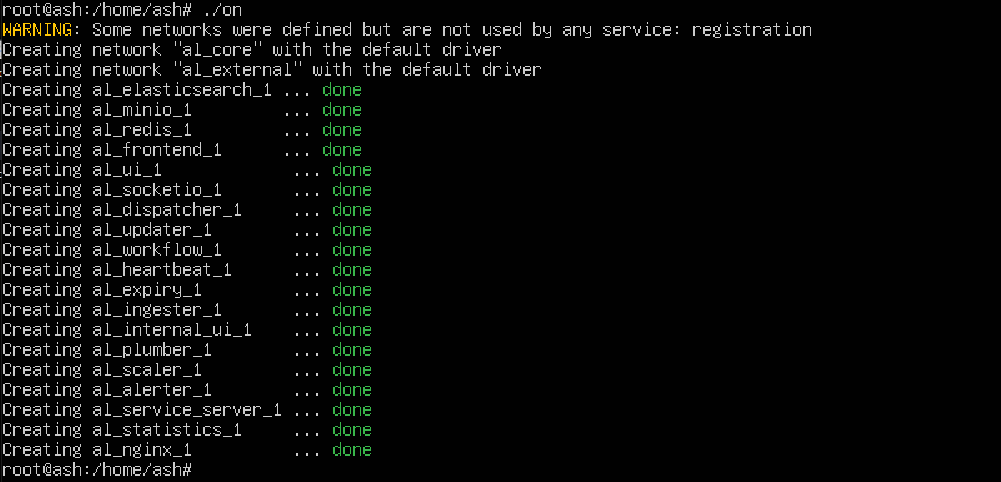 root@ash:/home/ash# ./on
WARNING: Some networks were defined but are not used by any service: registration
Creating network "al_core" with the default driver
Creating network "al_external" with the default driver
Creating al_elasticsearch_1 ... done
Creating al_minio_1         ... done
Creating al_redis_1         ... done
Creating al_frontend_1      ... done
Creating al_ui_1             ... done
Creating al_socketio_1       ... done
Creating al_dispatcher_1     ... done
Creating al_updater_1        ... done
Creating al_workflow_1       ... done
Creating al_heartbeat_1      ... done
Creating al_expiry_1         ... done
Creating al_ingester_1       ... done
Creating al_internal_ui_1    ... done
Creating al_plumber_1        ... done
Creating al_scaler_1         ... done
Creating al_alerter_1        ... done
Creating al_service_server_1 ... done
Creating al_statistics_1     ... done
Creating al_nginx_1          ... done
root@ash:/home/ash#